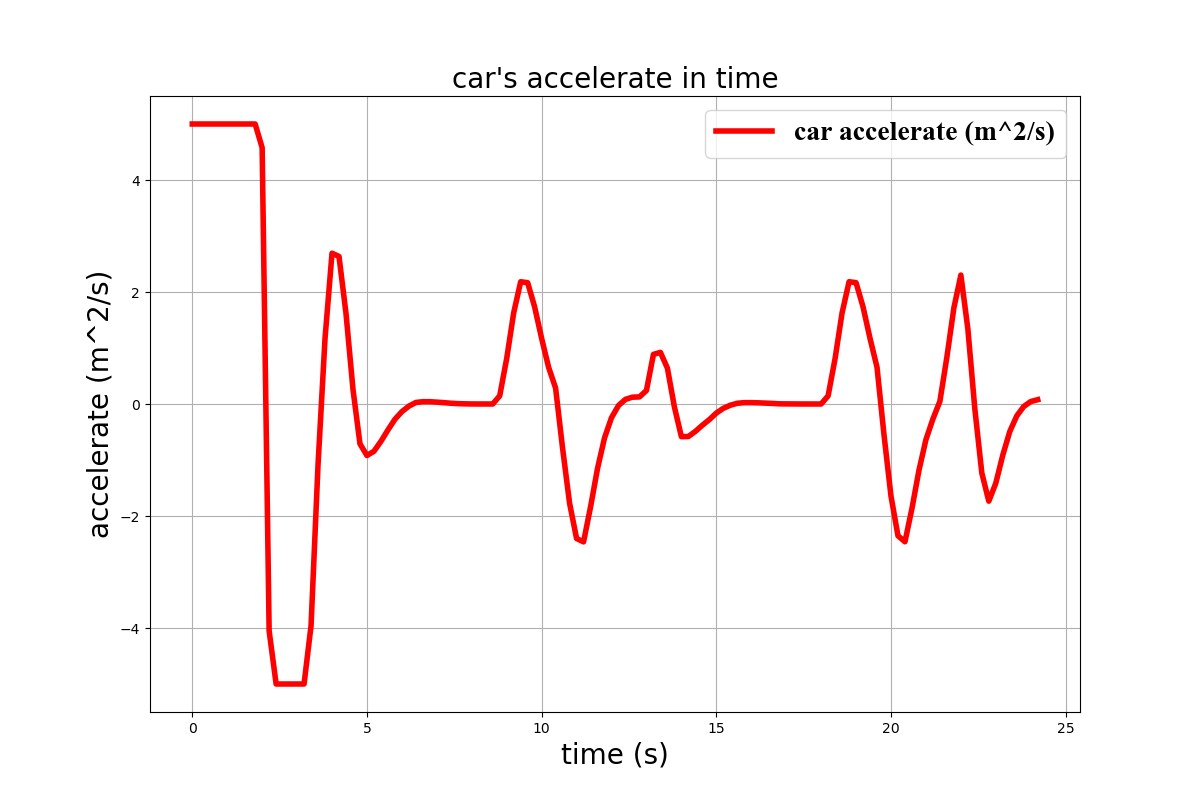 car's accelerate in time
car accelerate (m^2/s)
accelerate (m^2/s)
4
2
0
−2
−4
0
5
10
15
20
25
time (s)